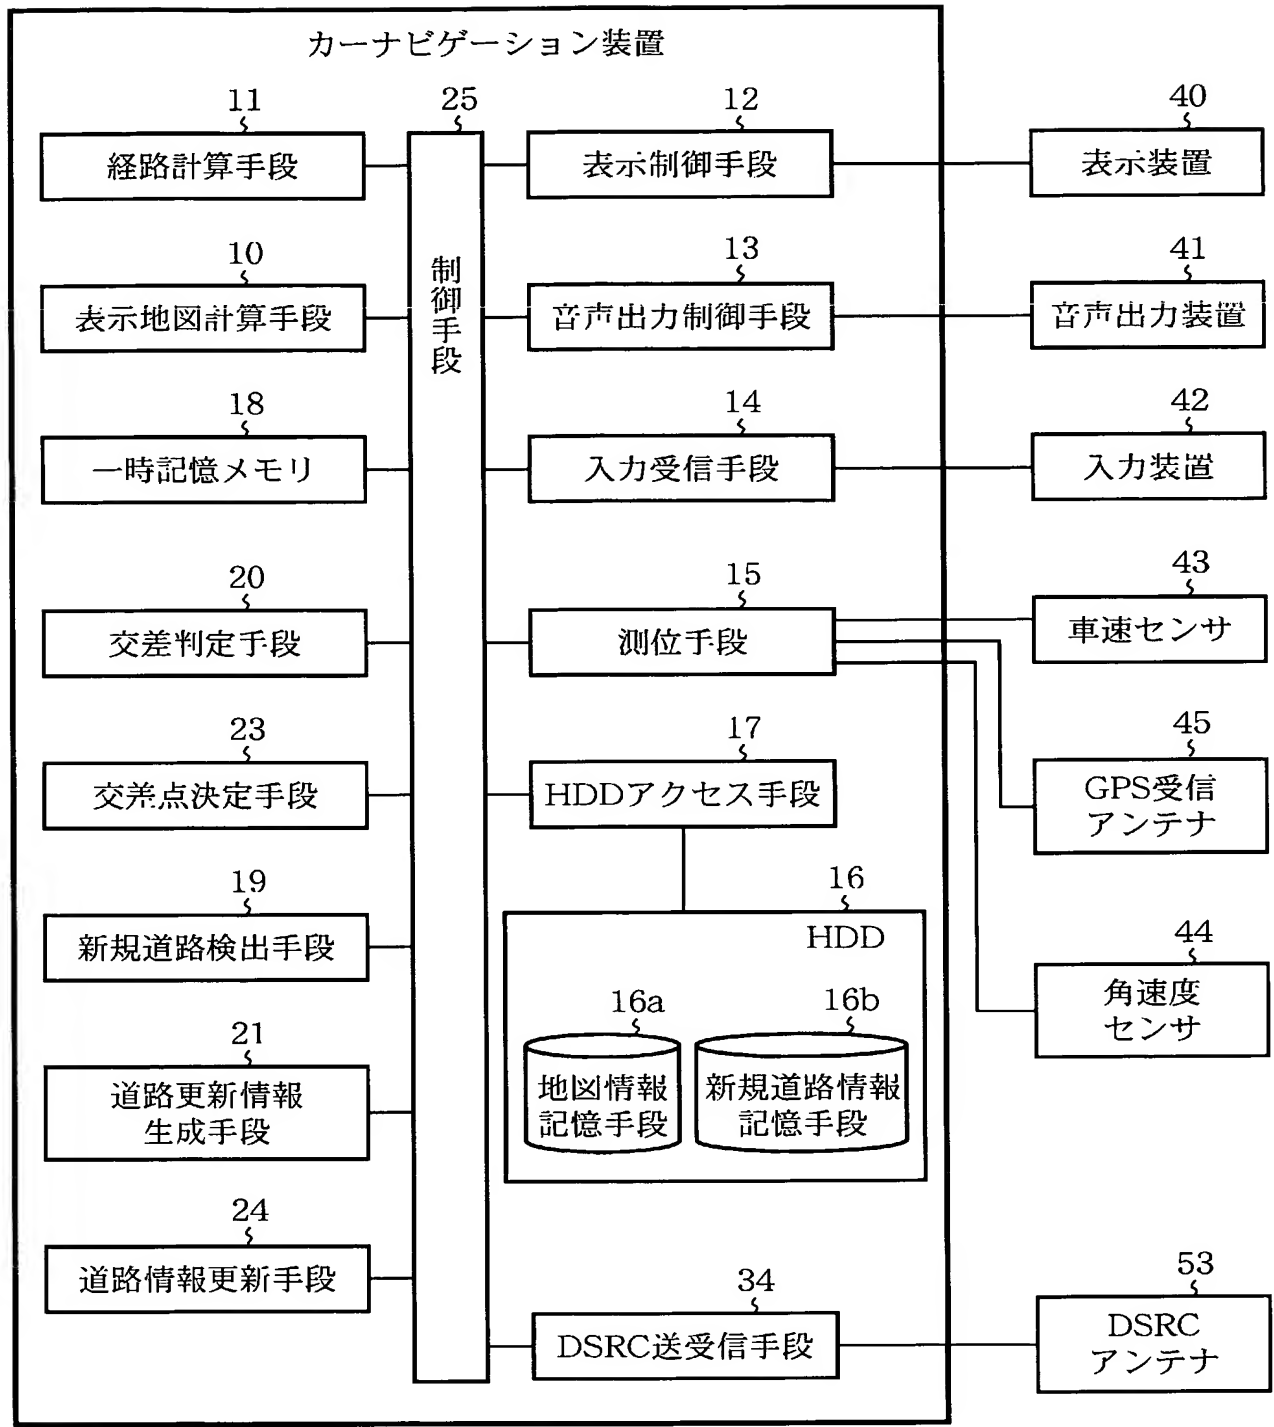 カーナビゲーション装置
11
経路計算手段
10
表示地図計算手段
18
一時記憶メモリ
20
交差判定手段
23
交差点決定手段
19
新規道路検出手段
21
道路更新情報
生成手段
24
道路情報更新手段
25
制御手段
12
表示制御手段
13
音声出力制御手段
14
入力受信手段
15
測位手段
17
HDDアクセス手段
16
HDD
16a
地図情報
記憶手段
16b
新規道路情報
記憶手段
34
DSRC送受信手段
40
表示装置
41
音声出力装置
42
入力装置
43
車速センサ
45
GPS受信
アンテナ
44
角速度
センサ
53
DSRC
アンテナ